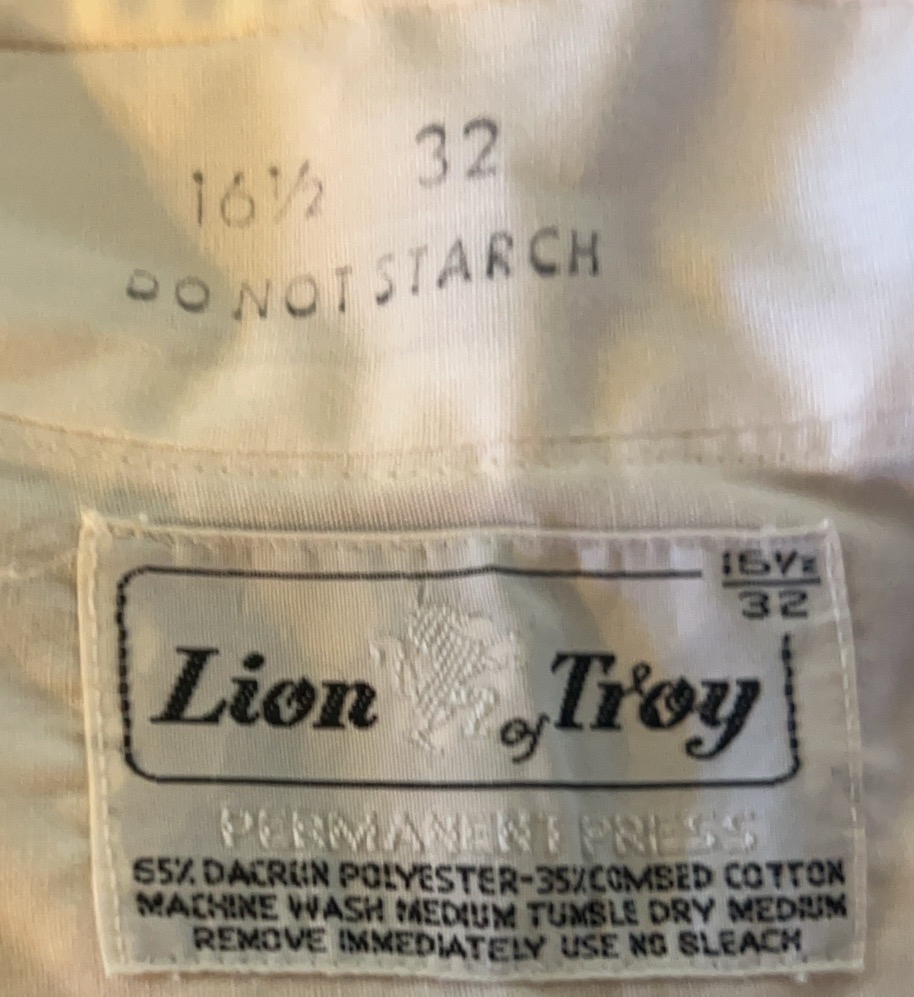 16½ 32
DO NOT STARCH
16½
32
Lion of Troy
PERMANENT PRESS
65% DACRON POLYESTER-35% COMBED COTTON
MACHINE WASH MEDIUM TUMBLE DRY MEDIUM
REMOVE IMMEDIATELY USE NO BLEACH